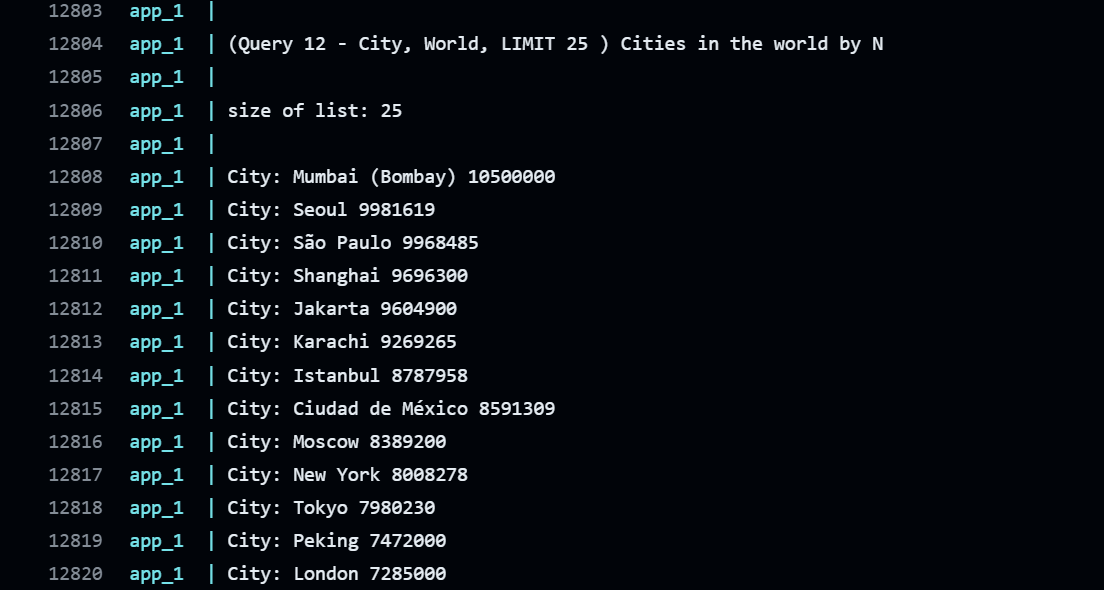 12803 app_1 |
12804 app_1 | (Query 12 - City, World, LIMIT 25 ) Cities in the world by N
12805 app_1 |
12806 app_1 | size of list: 25
12807 app_1 |
12808 app_1 | City: Mumbai (Bombay) 10500000
12809 app_1 | City: Seoul 9981619
12810 app_1 | City: São Paulo 9968485
12811 app_1 | City: Shanghai 9696300
12812 app_1 | City: Jakarta 9604900
12813 app_1 | City: Karachi 9269265
12814 app_1 | City: Istanbul 8787958
12815 app_1 | City: Ciudad de México 8591309
12816 app_1 | City: Moscow 8389200
12817 app_1 | City: New York 8008278
12818 app_1 | City: Tokyo 7980230
12819 app_1 | City: Peking 7472000
12820 app_1 | City: London 7285000